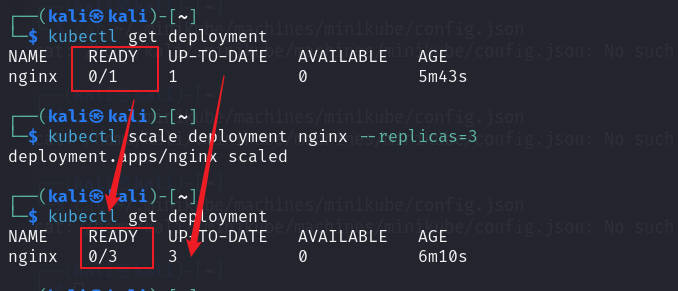 ┌──(kali㉿kali)-[~]
└─$ kubectl get deployment
NAME READY UP-TO-DATE AVAILABLE AGE
nginx 0/1 1 0 5m43s
┌──(kali㉿kali)-[~]
└─$ kubectl scale deployment nginx --replicas=3
deployment.apps/nginx scaled
┌──(kali㉿kali)-[~]
└─$ kubectl get deployment
NAME READY UP-TO-DATE AVAILABLE AGE
nginx 0/3 3 0 6m10s